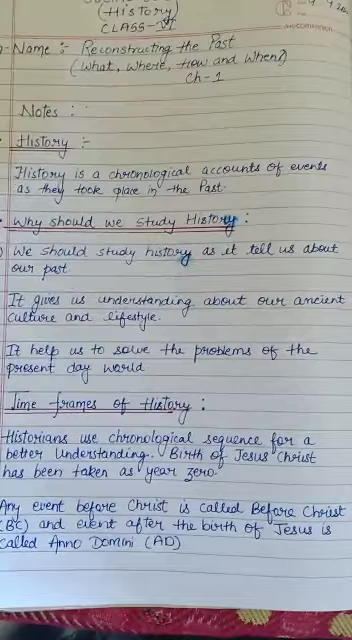 (History)
CLASS-VI
Name :- Reconstructing the Past
(What, Where, How and When?)
Ch-1
Notes :
History :-
History is a chronological accounts of events
as they took place in the Past.
Why should we Study History :
We should study history as it tell us about
our past
It gives us understanding about our ancient
culture and lifestyle.
It help us to solve the problems of the
present day world
Time frames of History :
Historians use chronological sequence for a
better Understanding. Birth of Jesus Christ
has been taken as year zero.
Any event before Christ is called Before Christ
(BC) and event after the birth of Jesus is
called Anno Domini (AD)